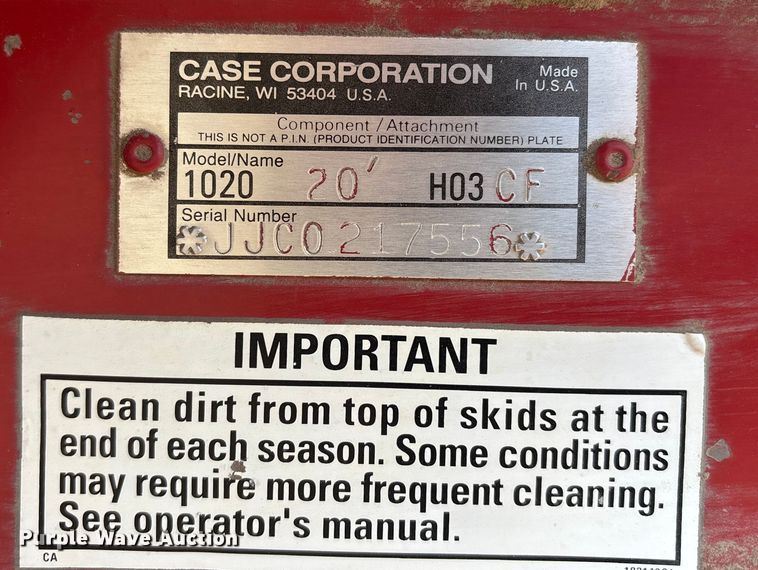 CASE CORPORATION
RACINE, WI 53404 U.S.A.
Made
In U.S.A.
Component/Attachment
THIS IS NOT A P.I.N. (PRODUCT IDENTIFICATION NUMBER) PLATE
Model/Name
1020 20' H03 CF
Serial Number
*JJC0217556*
IMPORTANT
Clean dirt from top of skids at the
end of each season. Some conditions
may require more frequent cleaning.
See operator's manual.
Purple Wave Auction
CA